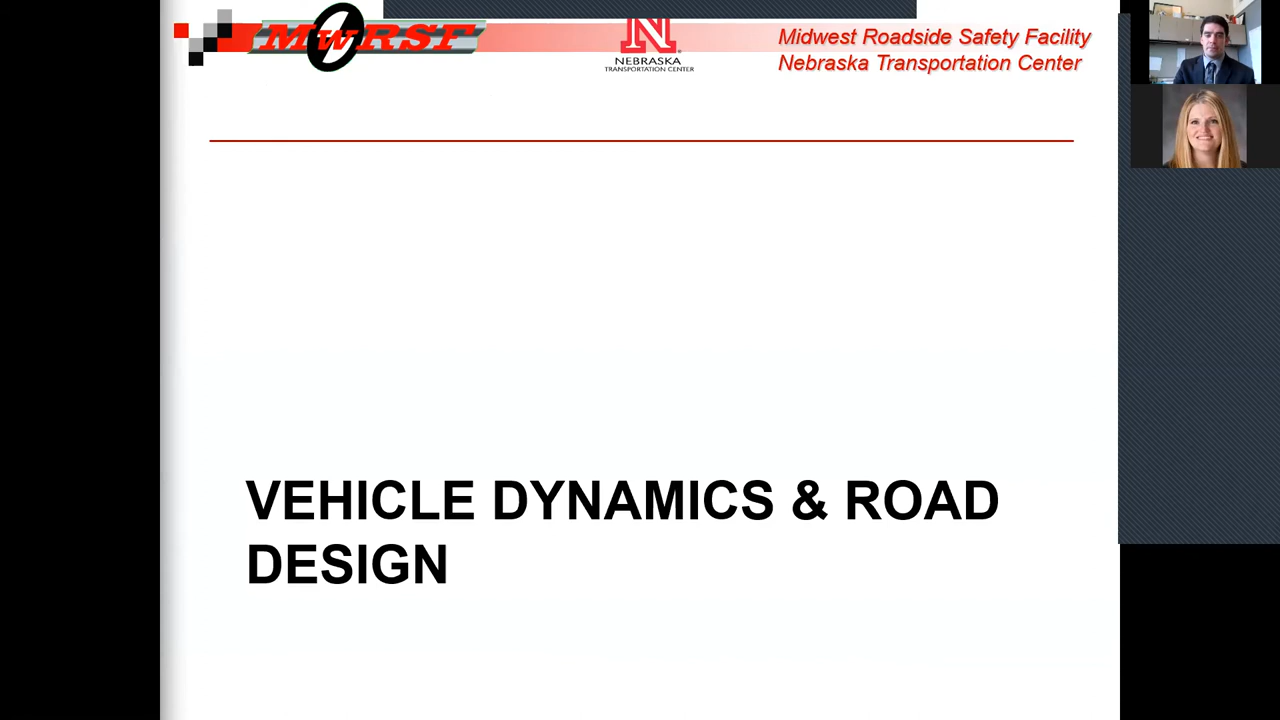 MwRSF
N
NEBRASKA
TRANSPORTATION CENTER
Midwest Roadside Safety Facility
Nebraska Transportation Center
VEHICLE DYNAMICS & ROAD
DESIGN